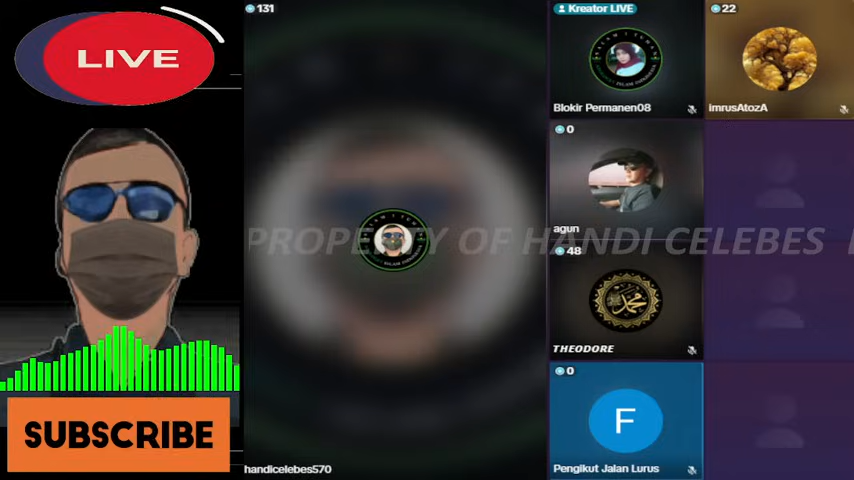 LIVE
SUBSCRIBE
131
handicelebes570
Kreator LIVE
Blokir Permanen08
22
imrusAtozA
0
agun
PROPERTY OF HANDI CELEBES
48
THEODORE
0
F
Pengikut Jalan Lurus